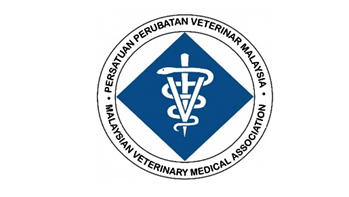 PERSATUAN PERUBATAN VETERINAR MALAYSIA
MALAYSIAN VETERINARY MEDICAL ASSOCIATION
V